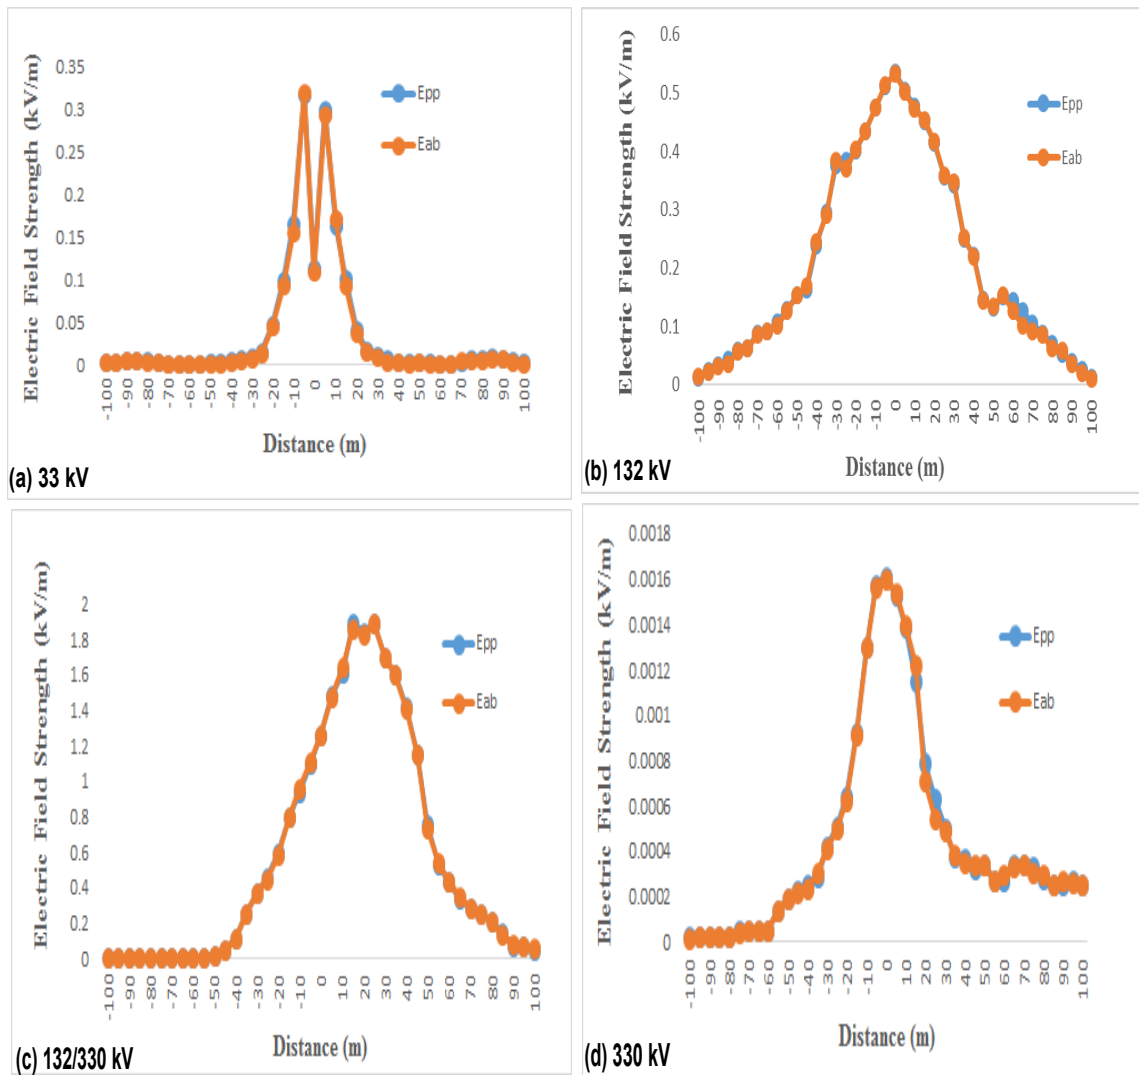 Electric Field Strength (kV/m)
0.35
0.3
0.25
0.2
0.15
0.1
0.05
0
Epp
Eab
-100 -90 -80 -70 -60 -50 -40 -30 -20 -10 0 10 20 30 40 50 60 70 80 90 100
Distance (m)
(a) 33 kV
Electric Field Strength (kV/m)
0.6
0.5
0.4
0.3
0.2
0.1
0
Epp
Eab
-100 -90 -80 -70 -60 -50 -40 -30 -20 -10 0 10 20 30 40 50 60 70 80 90 100
Distance (m)
(b) 132 kV
Electric Field Strength (kV/m)
2
1.8
1.6
1.4
1.2
1
0.8
0.6
0.4
0.2
0
Epp
Eab
-100 -90 -80 -70 -60 -50 -40 -30 -20 -10 0 10 20 30 40 50 60 70 80 90 100
Distance (m)
(c) 132/330 kV
Electric Field Strength (kV/m)
0.0018
0.0016
0.0014
0.0012
0.001
0.0008
0.0006
0.0004
0.0002
0
Epp
Eab
-100 -90 -80 -70 -60 -50 -40 -30 -20 -10 0 10 20 30 40 50 60 70 80 90 100
Distance (m)
(d) 330 kV